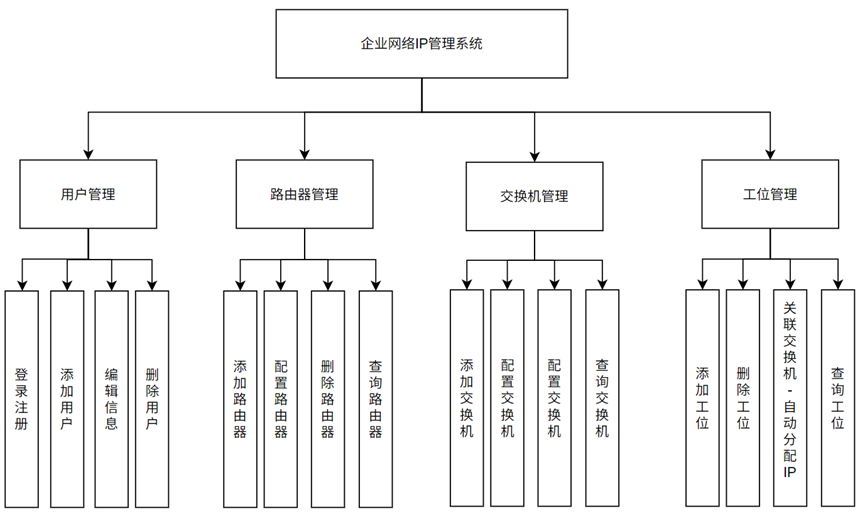 企业网络IP管理系统
用户管理
路由器管理
交换机管理
工位管理
登录注册
添加用户
编辑信息
删除用户
添加路由器
配置路由器
删除路由器
查询路由器
添加交换机
配置交换机
配置交换机
查询交换机
添加工位
删除工位
关联交换机-自动分配IP
查询工位